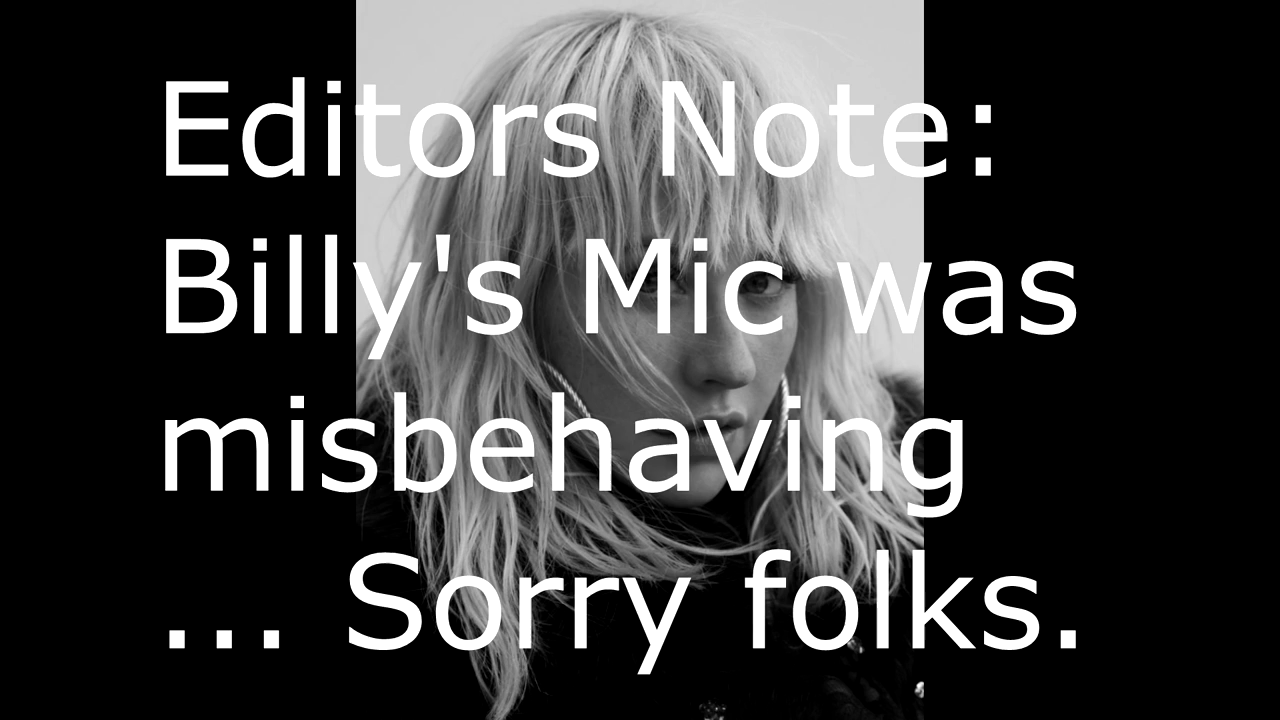 Editors Note:
Billy's Mic was
misbehaving
... Sorry folks.